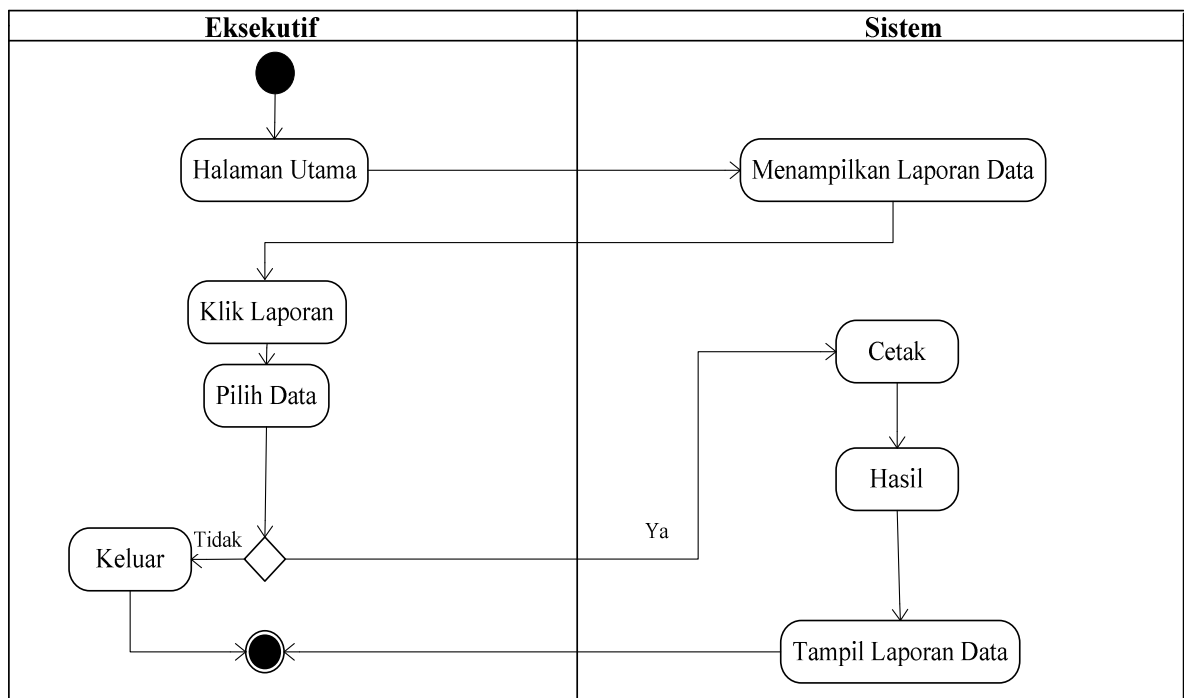 Eksekutif
Sistem
Halaman Utama
Menampilkan Laporan Data
Klik Laporan
Pilih Data
Cetak
Hasil
Tidak
Ya
Keluar
Tampil Laporan Data